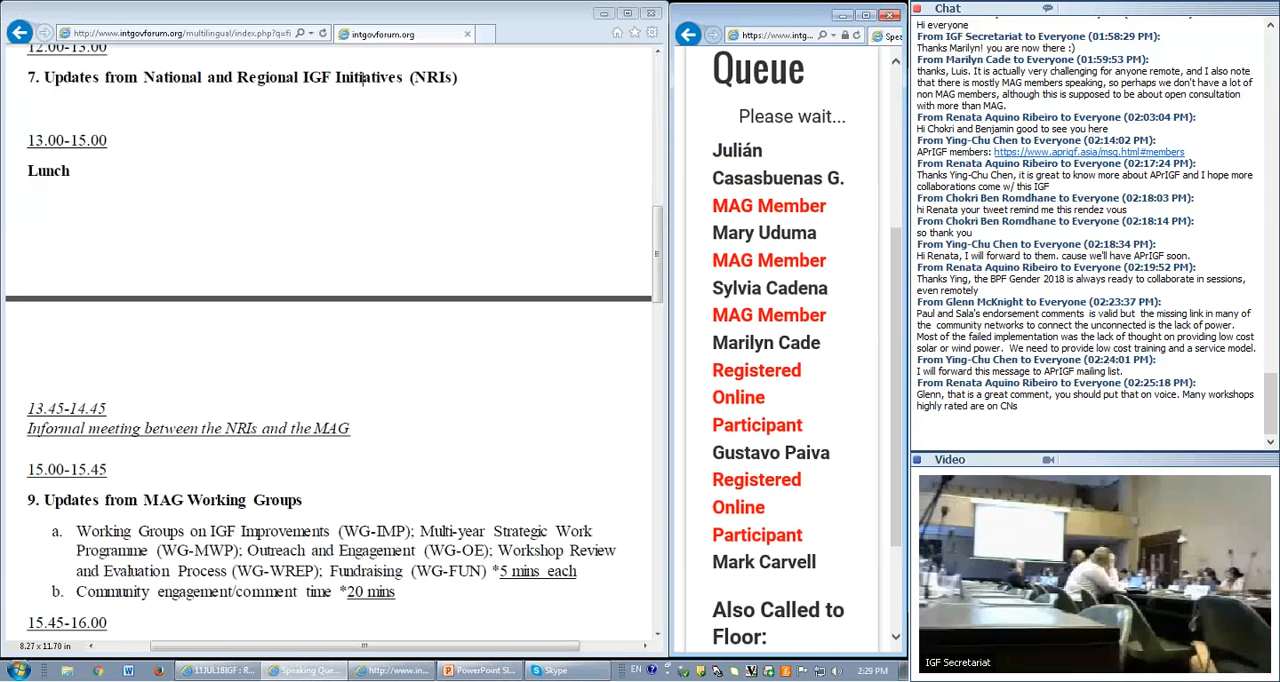 http://www.intgovforum.org/multilingual/index.php?q=fi
intgovforum.org
12.00-13.00
7. Updates from National and Regional IGF Initiatives (NRIs)
13.00-15.00
Lunch
13.45-14.45
Informal meeting between the NRIs and the MAG
15.00-15.45
9. Updates from MAG Working Groups
a. Working Groups on IGF Improvements (WG-IMP); Multi-year Strategic Work
Programme (WG-MWP); Outreach and Engagement (WG-OE); Workshop Review
and Evaluation Process (WG-WREP); Fundraising (WG-FUN) *5 mins each
b. Community engagement/comment time *20 mins
15.45-16.00
8.27 x 11.70 in
https://www.intg...
Spe
Queue
Please wait...
Julián
Casasbuenas G.
MAG Member
Mary Uduma
MAG Member
Sylvia Cadena
MAG Member
Marilyn Cade
Registered
Online
Participant
Gustavo Paiva
Registered
Online
Participant
Mark Carvell
Also Called to
Floor:
Chat
Hi everyone
From IGF Secretariat to Everyone (01:58:29 PM):
Thanks Marilyn! you are now there :)
From Marilyn Cade to Everyone (01:59:53 PM):
thanks, Luis. It is actually very challenging for anyone remote, and I also note
that there is mostly MAG members speaking, so perhaps we don't have a lot of
non MAG members, although this is supposed to be about open consultation
with more than MAG.
From Renata Aquino Ribeiro to Everyone (02:03:04 PM):
Hi Chokri and Benjamin good to see you here
From Ying-Chu Chen to Everyone (02:14:02 PM):
APrIGF members: https://www.aprigf.asia/msg.html#members
From Renata Aquino Ribeiro to Everyone (02:17:24 PM):
Thanks Ying-Chu Chen, it is great to know more about APrIGF and I hope more
collaborations come w/ this IGF
From Chokri Ben Romdhane to Everyone (02:18:03 PM):
hi Renata your tweet remind me this rendez vous
From Chokri Ben Romdhane to Everyone (02:18:14 PM):
so thank you
From Ying-Chu Chen to Everyone (02:18:34 PM):
Hi Renata, I will forward to them. cause we'll have APrIGF soon.
From Renata Aquino Ribeiro to Everyone (02:19:52 PM):
Thanks Ying, the BPF Gender 2018 is always ready to collaborate in sessions,
even remotely
From Glenn McKnight to Everyone (02:23:37 PM):
Paul and Sala's endorsement comments is valid but the missing link in many of
the community networks to connect the unconnected is the lack of power.
Most of the failed implementation was the lack of thought on providing low cost
solar or wind power. We need to provide low cost training and a service model.
From Ying-Chu Chen to Everyone (02:24:01 PM):
I will forward this message to APrIGF mailing list.
From Renata Aquino Ribeiro to Everyone (02:25:18 PM):
Glenn, that is a great comment, you should put that on voice. Many workshops
highly rated are on CNs
Video
IGF Secretariat
11JUL18IGF : R...
Speaking Que...
http://www.in...
PowerPoint Sl...
Skype
EN
2:29 PM